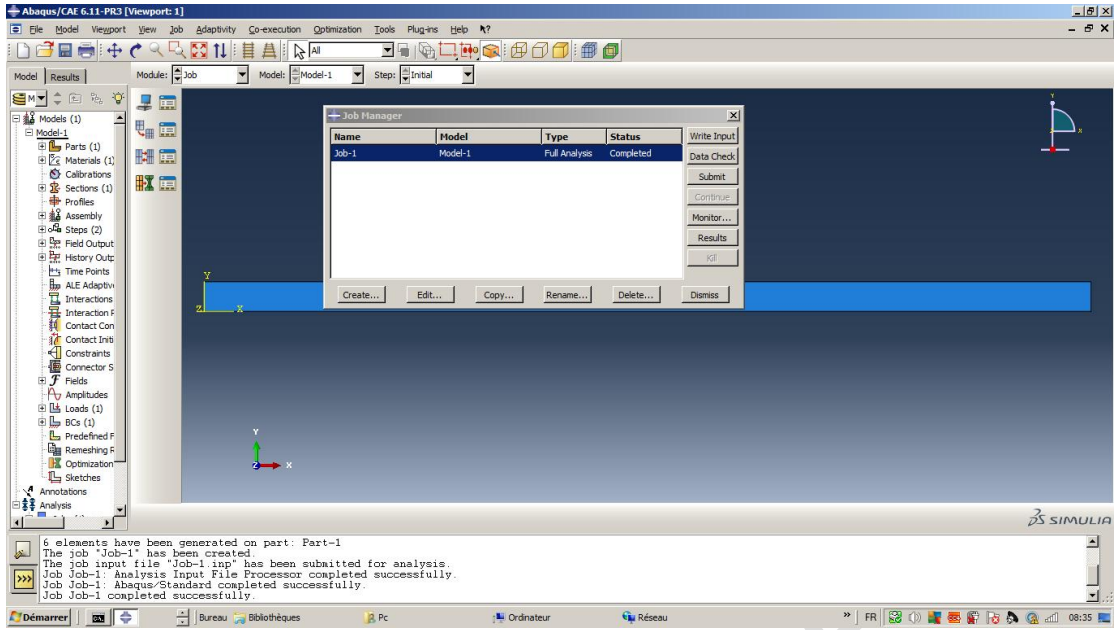 Abaqus/CAE 6.11-PR3 [Viewport: 1]
File Model Viewport View Job Adaptivity Co-execution Optimization Tools Plug-ins Help
All
Model Results Module: Job Model: Model-1 Step: Initial
Models (1)
Model-1
Parts (1)
Materials (1)
Calibrations
Sections (1)
Profiles
Assembly
Steps (2)
Field Output
History Outp
Time Points
ALE Adaptiv
Interactions
Interaction P
Contact Con
Contact Initi
Constraints
Connector S
Fields
Amplitudes
Loads (1)
BCs (1)
Predefined F
Remeshing R
Optimization
Sketches
Annotations
Analysis
Job Manager
Name Model Type Status
Job-1 Model-1 Full Analysis Completed
Write Input
Data Check
Submit
Continue
Monitor...
Results
Kill
Create... Edit... Copy... Rename... Delete... Dismiss
Y
Z X
Y
Z X
SIMULIA
6 elements have been generated on part: Part-1
The job "Job-1" has been created.
The job input file "Job-1.inp" has been submitted for analysis.
Job Job-1: Analysis Input File Processor completed successfully.
Job Job-1: Abaqus/Standard completed successfully.
Job Job-1 completed successfully.
Démarrer Bureau Bibliothèques Pc Ordinateur Réseau FR 08:35